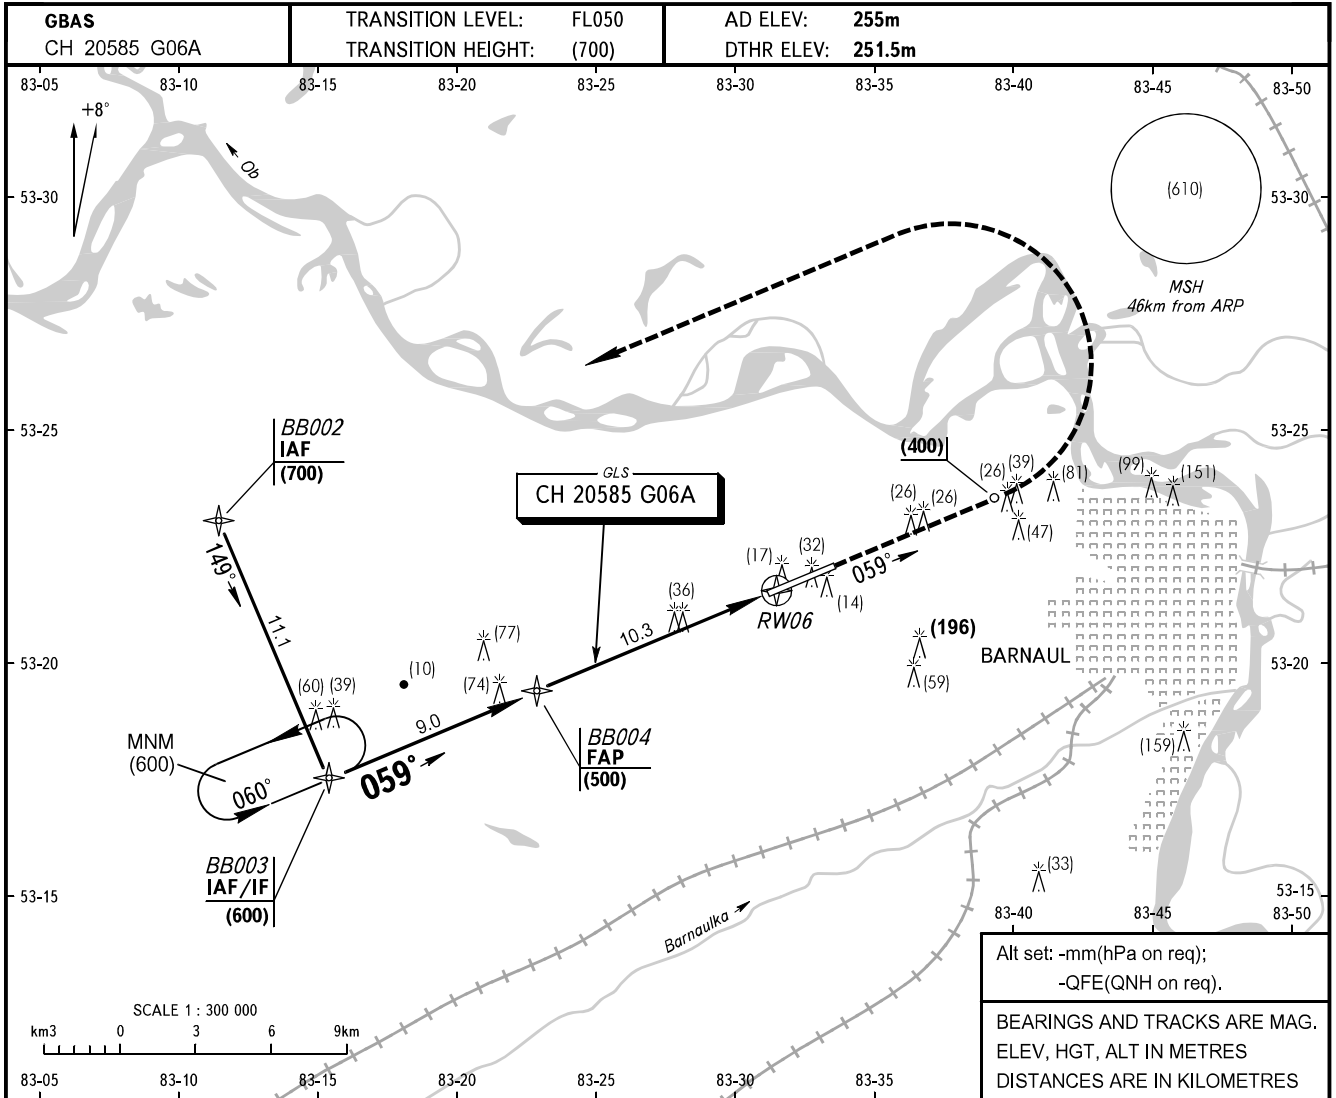 GBAS
CH 20585 G06A
TRANSITION LEVEL: FL050
TRANSITION HEIGHT: (700)
AD ELEV: 255m
DTHR ELEV: 251.5m
83-05 83-10 83-15 83-20 83-25 83-30 83-35 83-40 83-45 83-50
+8°
Ob
53-30
(610)
53-30
MSH
46km from ARP
53-25
53-25
BB002
IAF
(700)
(400)
GLS
CH 20585 G06A
(26)
(39)
(81)
(99)
(151)
(26)
(26)
(47)
149°
11.1
(17)
(32)
059°
(14)
(36)
RW06
10.3
(77)
(196)
BARNAUL
53-20
53-20
(10)
(74)
(59)
(60)
(39)
9.0
MNM
(600)
060°
059°
BB004
FAP
(500)
(159)
BB003
IAF/IF
(600)
(33)
53-15
53-15
83-40 83-45 83-50
Barnaulka
Alt set: -mm(hPa on req);
-QFE(QNH on req).
SCALE 1 : 300 000
km3 0 3 6 9km
BEARINGS AND TRACKS ARE MAG.
ELEV, HGT, ALT IN METRES
DISTANCES ARE IN KILOMETRES
83-05 83-10 83-15 83-20 83-25 83-30 83-35